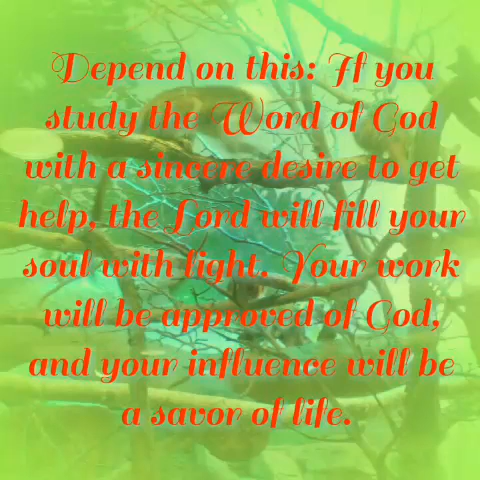 Depend on this: If you
study the Word of God
with a sincere desire to get
help, the Lord will fill your
soul with light. Your work
will be approved of God,
and your influence will be
a savor of life.